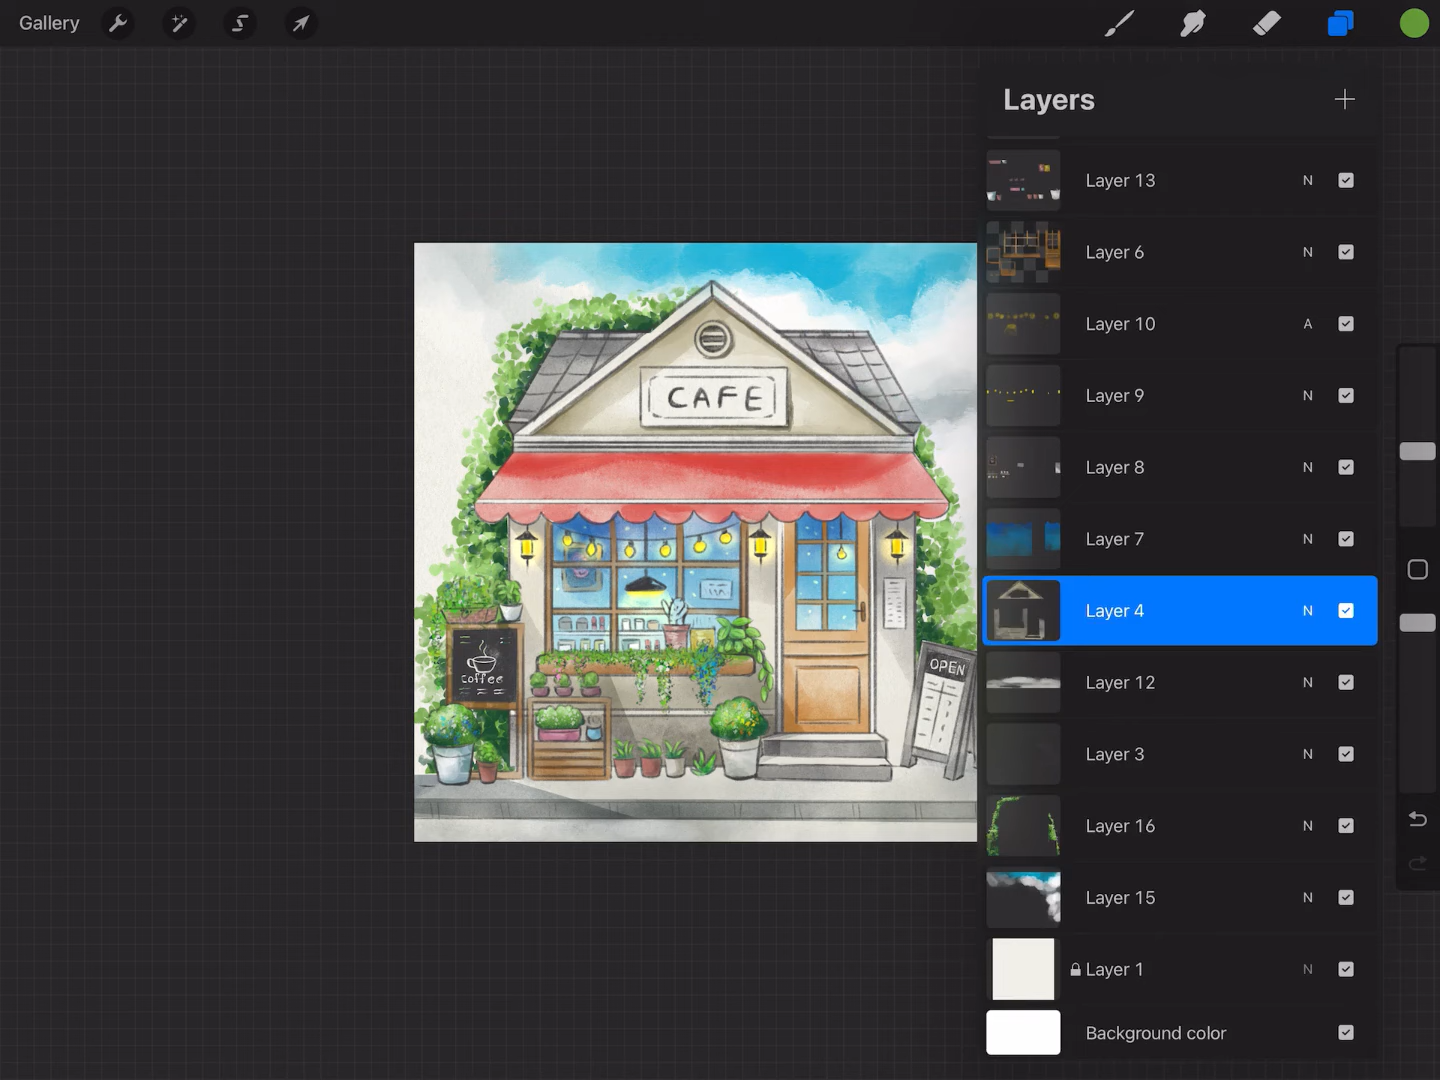 Gallery
Layers
Layer 13 N
Layer 6 N
Layer 10 A
Layer 9 N
Layer 8 N
Layer 7 N
Layer 4 N
Layer 12 N
Layer 3 N
Layer 16 N
Layer 15 N
Layer 1 N
Background color
CAFE
coffee
OPEN